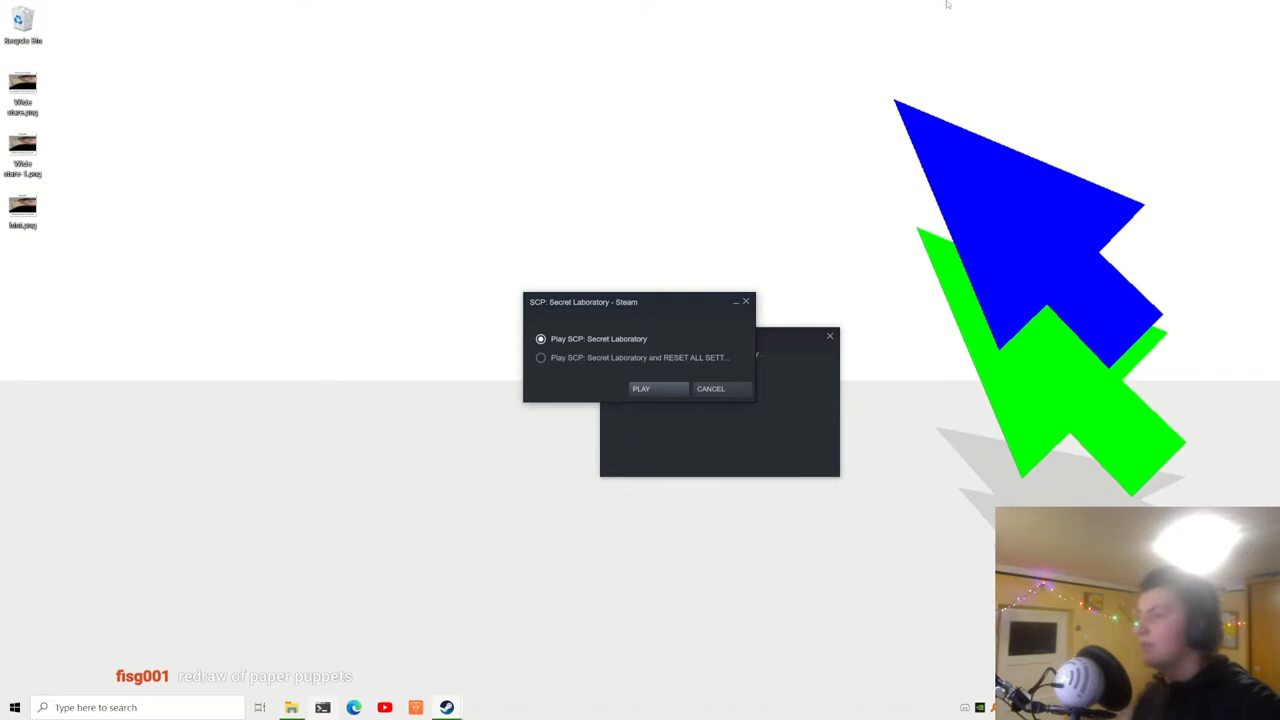 Recycle Bin
Wide
stare.png
Wide
stare-1.png
SCP: Secret Laboratory - Steam
Play SCP: Secret Laboratory
Play SCP: Secret Laboratory and RESET ALL SETT...
PLAY
CANCEL
fisg001 redraw of paper puppets
Type here to search